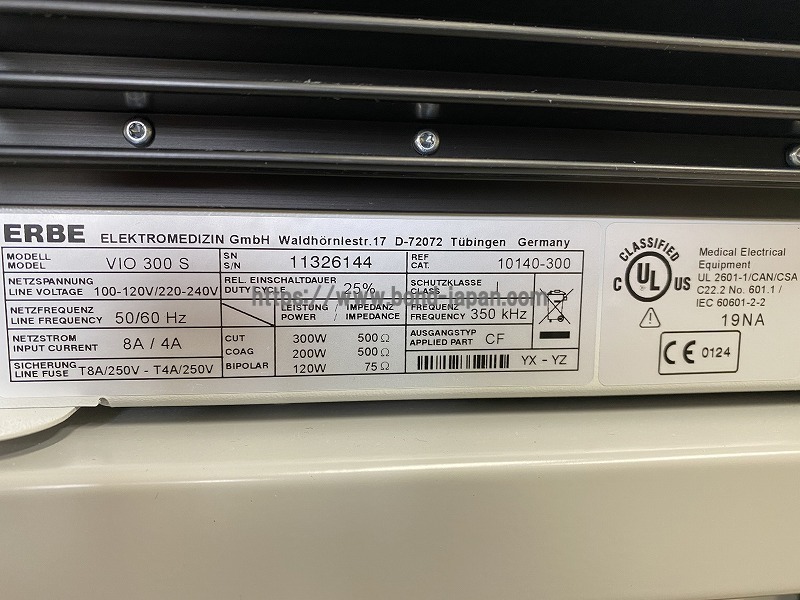 ERBE ELEKTROMEDIZIN GmbH Waldhörnlestr.17 D-72072 Tübingen Germany
MODELL
MODEL VIO 300 S
SN
S/N 11326144
REF
CAT. 10140-300
NETZSPANNUNG
LINE VOLTAGE 100-120V/220-240V
REL. EINSCHALTDAUER
DUTY CYCLE 25%
SCHUTZKLASSE
CLASS I
https://www.bond-japan.com/
NETZFREQUENZ
LINE FREQUENCY 50/60 Hz
LEISTUNG / IMPEDANZ
POWER / IMPEDANCE
FREQUENZ
FREQUENCY 350 kHz
NETZSTROM
INPUT CURRENT 8A / 4A
CUT 300W 500Ω
COAG 200W 500Ω
BIPOLAR 120W 75Ω
AUSGANGSTYP
APPLIED PART CF
SICHERUNG
LINE FUSE T8A/250V - T4A/250V
YX - YZ
CLASSIFIED
C UL US
Medical Electrical
Equipment
UL 2601-1/CAN/CSA
C22.2 No. 601.1 /
IEC 60601-2-2
19NA
CE 0124